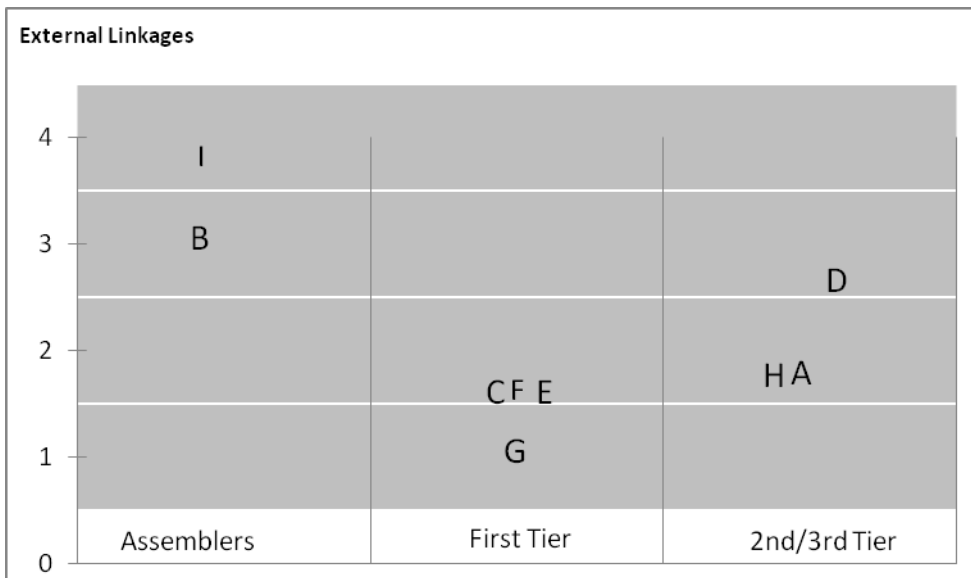 External Linkages
4
I
3
B
D
2
H A
C F E
1
G
Assemblers First Tier 2nd/3rd Tier
0